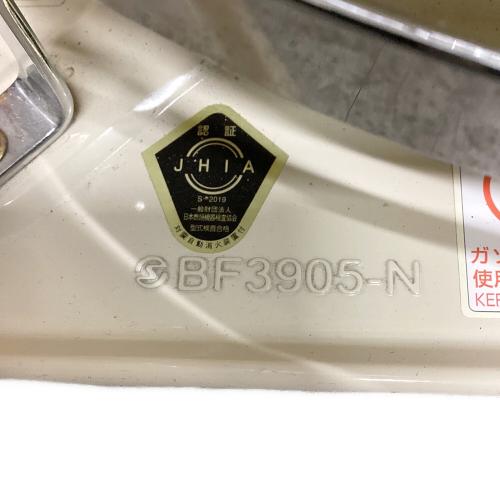 認証
JHIA
S-*2019
一般財団法人
日本燃焼機器検査協会
型式検査合格
対震自動消火装置付
BF3905-N
ガソ
使用
KER